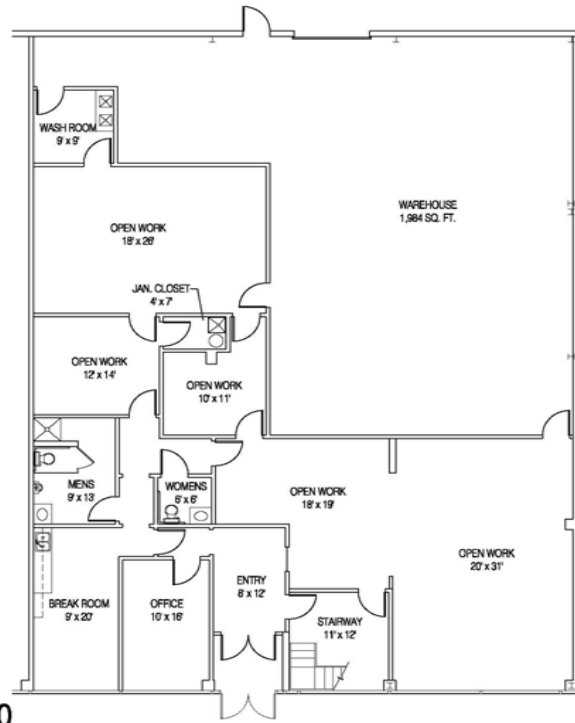 WASH ROOM
9' x 9'
WAREHOUSE
1,984 SQ. FT.
OPEN WORK
18' x 26'
JAN. CLOSET
4' x 7'
OPEN WORK
12' x 14'
OPEN WORK
10' x 11'
MENS
9' x 13'
WOMENS
6' x 6'
OPEN WORK
18' x 19'
OPEN WORK
20' x 31'
BREAK ROOM
9' x 20'
OFFICE
10' x 16'
ENTRY
8' x 12'
STAIRWAY
11' x 12'
0